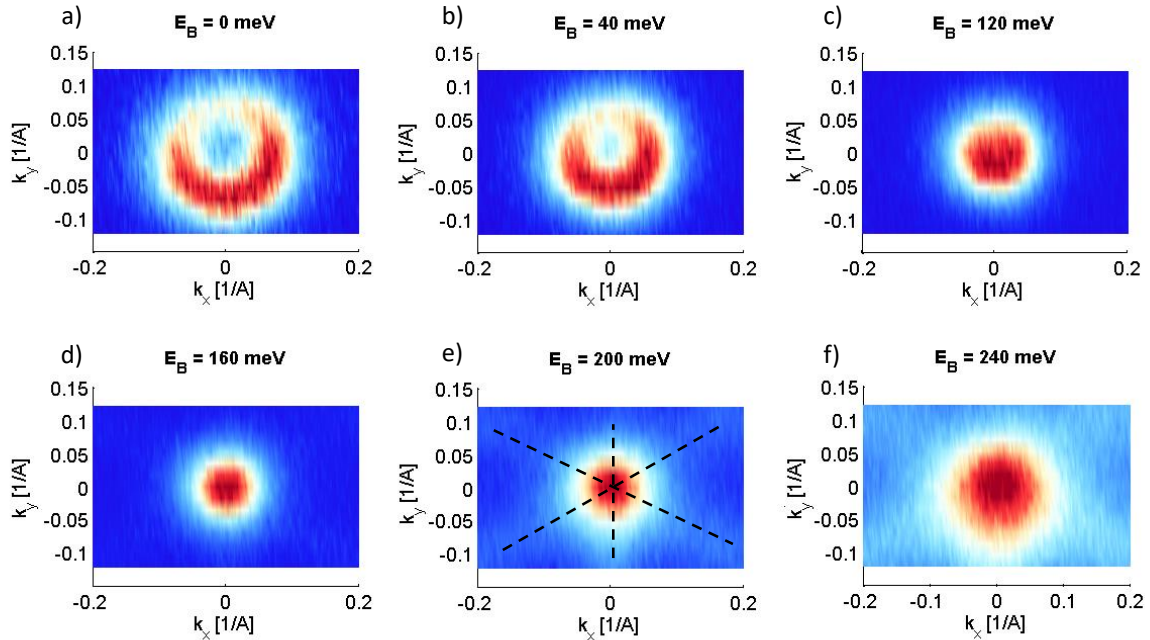 a)
E_B = 0 meV
0.15
0.1
0.05
0
-0.05
-0.1
k_y [1/A]
-0.2
0
0.2
k_x [1/A]
b)
E_B = 40 meV
0.15
0.1
0.05
0
-0.05
-0.1
k_y [1/A]
-0.2
0
0.2
k_x [1/A]
c)
E_B = 120 meV
0.15
0.1
0.05
0
-0.05
-0.1
k_y [1/A]
-0.2
0
0.2
k_x [1/A]
d)
E_B = 160 meV
0.15
0.1
0.05
0
-0.05
-0.1
k_y [1/A]
-0.2
0
0.2
k_x [1/A]
e)
E_B = 200 meV
0.15
0.1
0.05
0
-0.05
-0.1
k_y [1/A]
-0.2
0
0.2
k_x [1/A]
f)
E_B = 240 meV
0.15
0.1
0.05
0
-0.05
-0.1
k_y [1/A]
-0.2
-0.1
0
0.1
0.2
k_x [1/A]